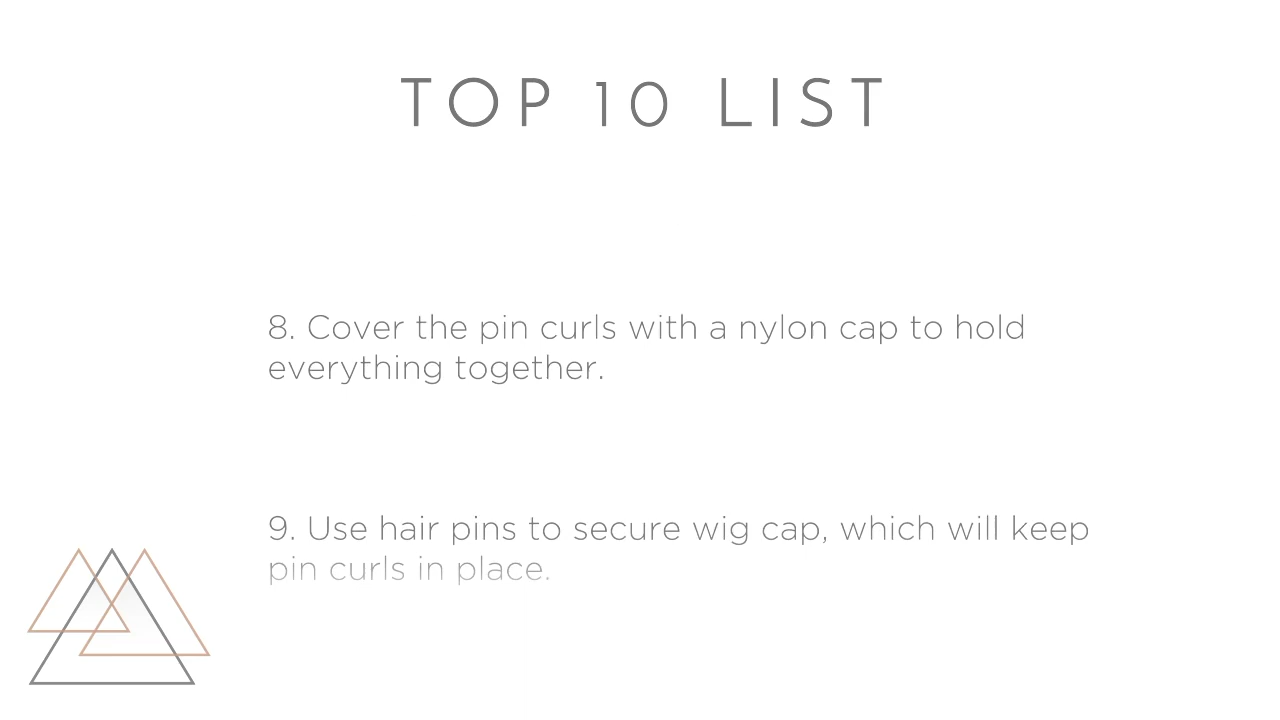 TOP 10 LIST
8. Cover the pin curls with a nylon cap to hold
everything together.
9. Use hair pins to secure wig cap, which will keep
pin curls in place.